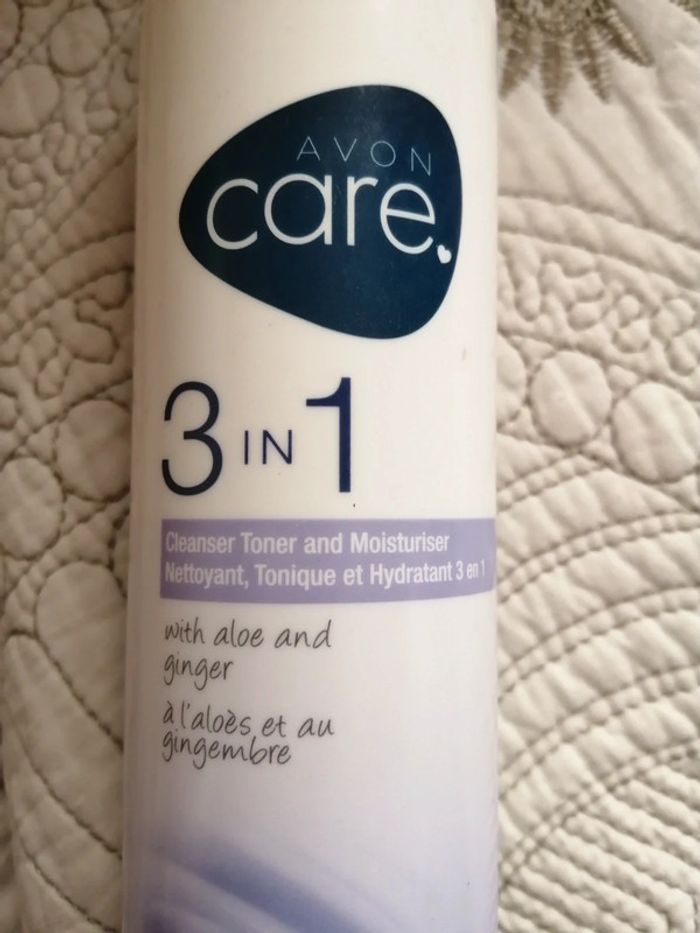 AVON
care.
3 IN 1
Cleanser Toner and Moisturiser
Nettoyant, Tonique et Hydratant 3 en 1
with aloe and
ginger
à l'aloès et au
gingembre